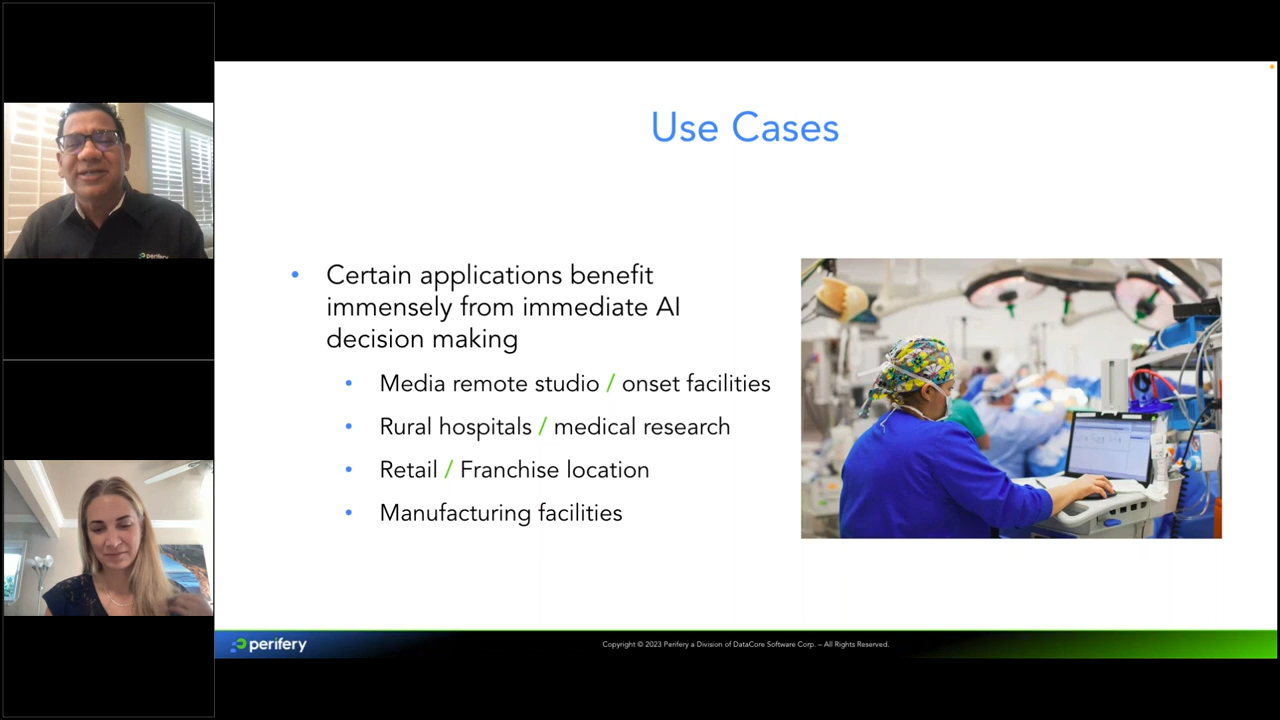 Use Cases
• Certain applications benefit
immensely from immediate AI
decision making
• Media remote studio / onset facilities
• Rural hospitals / medical research
• Retail / Franchise location
• Manufacturing facilities
perifery
perifery
Copyright © 2023 Perifery a Division of DataCore Software Corp. – All Rights Reserved.